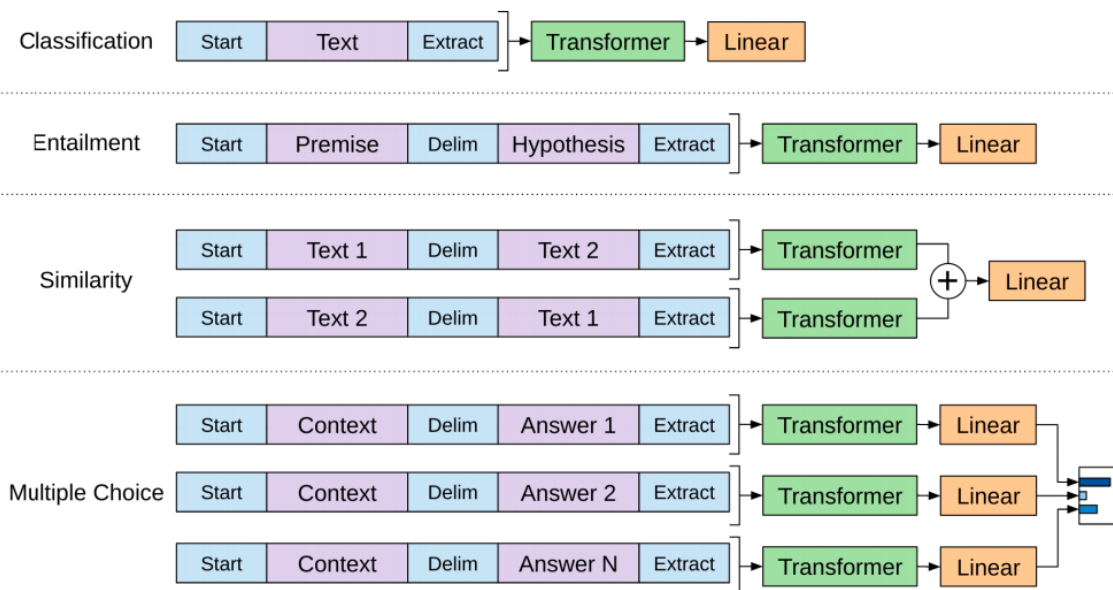 Classification Start Text Extract Transformer Linear
Entailment Start Premise Delim Hypothesis Extract Transformer Linear
Start Text 1 Delim Text 2 Extract Transformer
Similarity + Linear
Start Text 2 Delim Text 1 Extract Transformer
Start Context Delim Answer 1 Extract Transformer Linear
Multiple Choice Start Context Delim Answer 2 Extract Transformer Linear
Start Context Delim Answer N Extract Transformer Linear